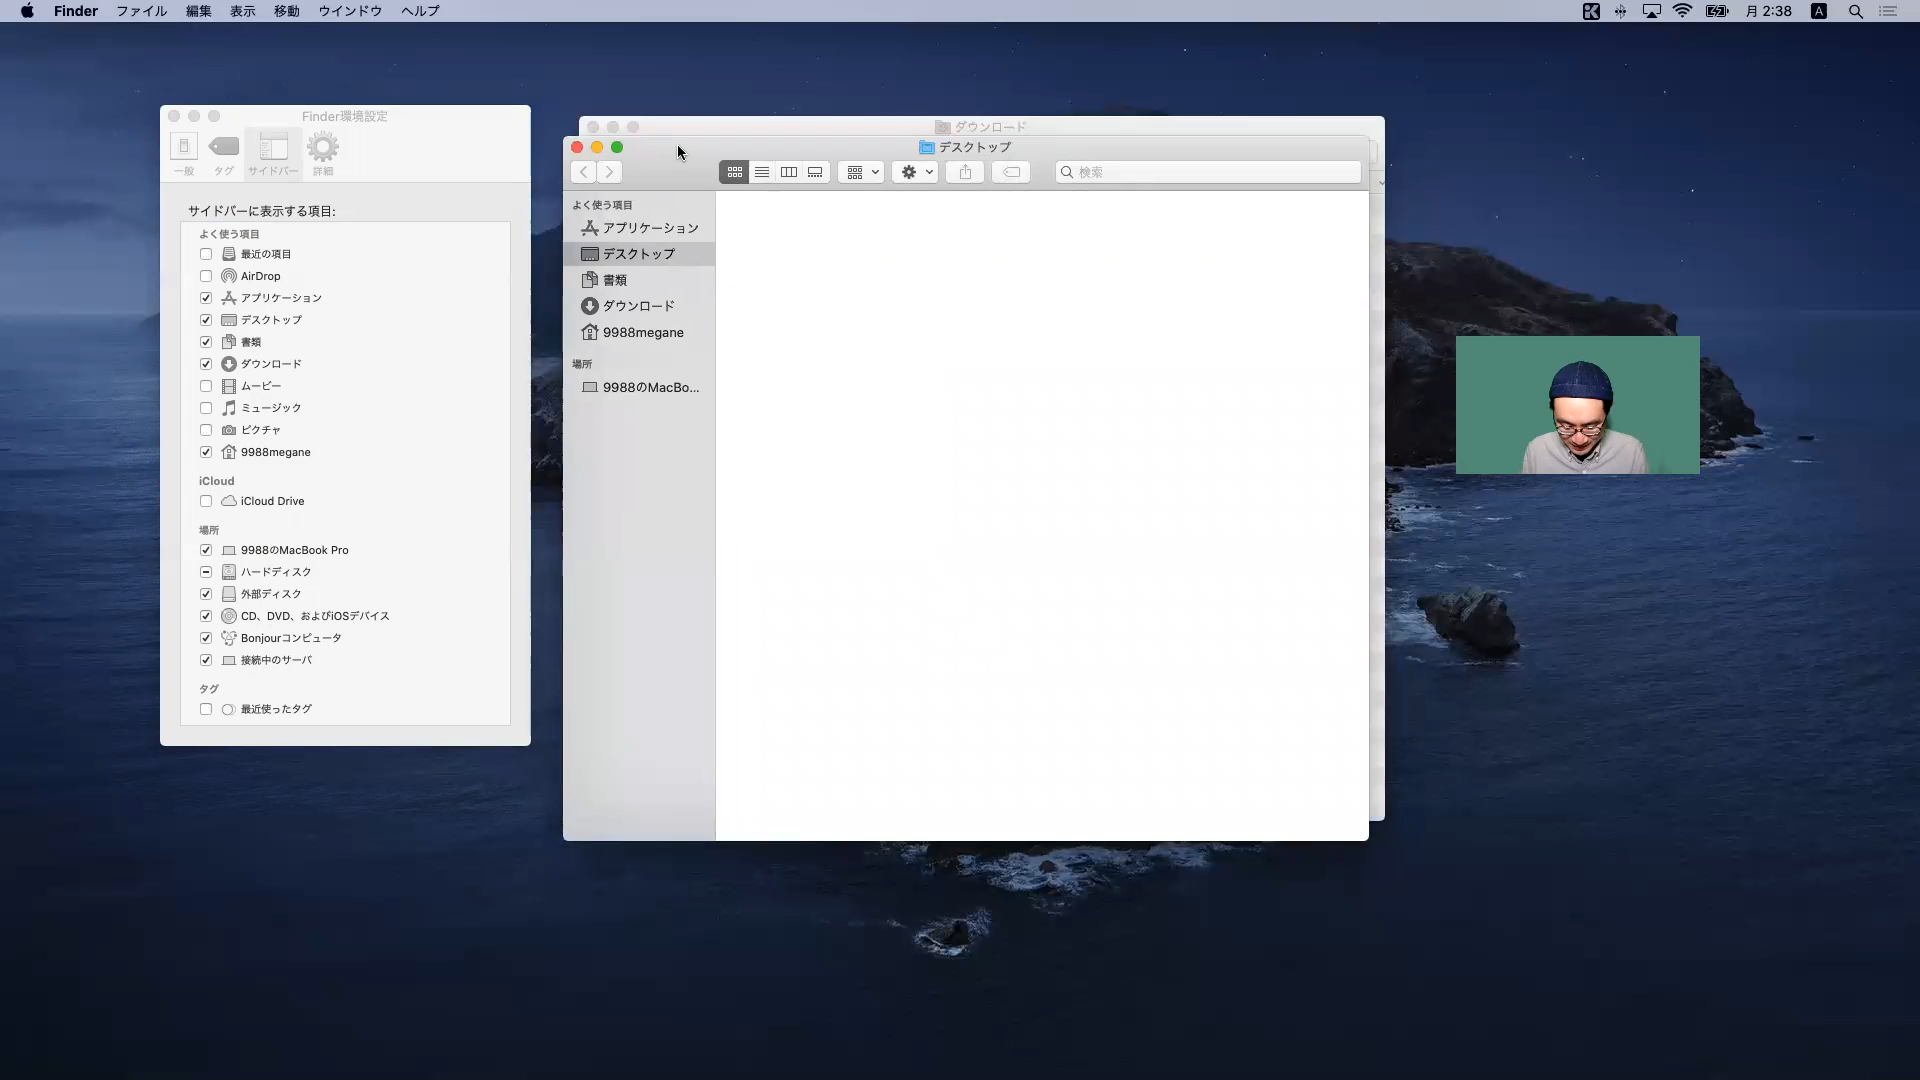 Finder ファイル 編集 表示 移動 ウインドウ ヘルプ 月 2:38 A
Finder環境設定
一般 タグ サイドバー 詳細
サイドバーに表示する項目:
よく使う項目
最近の項目
AirDrop
アプリケーション
デスクトップ
書類
ダウンロード
ムービー
ミュージック
ピクチャ
9988megane
iCloud
iCloud Drive
場所
9988のMacBook Pro
ハードディスク
外部ディスク
CD、DVD、およびiOSデバイス
Bonjourコンピュータ
接続中のサーバ
タグ
最近使ったタグ
ダウンロード
デスクトップ
検索
よく使う項目
アプリケーション
デスクトップ
書類
ダウンロード
9988megane
場所
9988のMacBo...